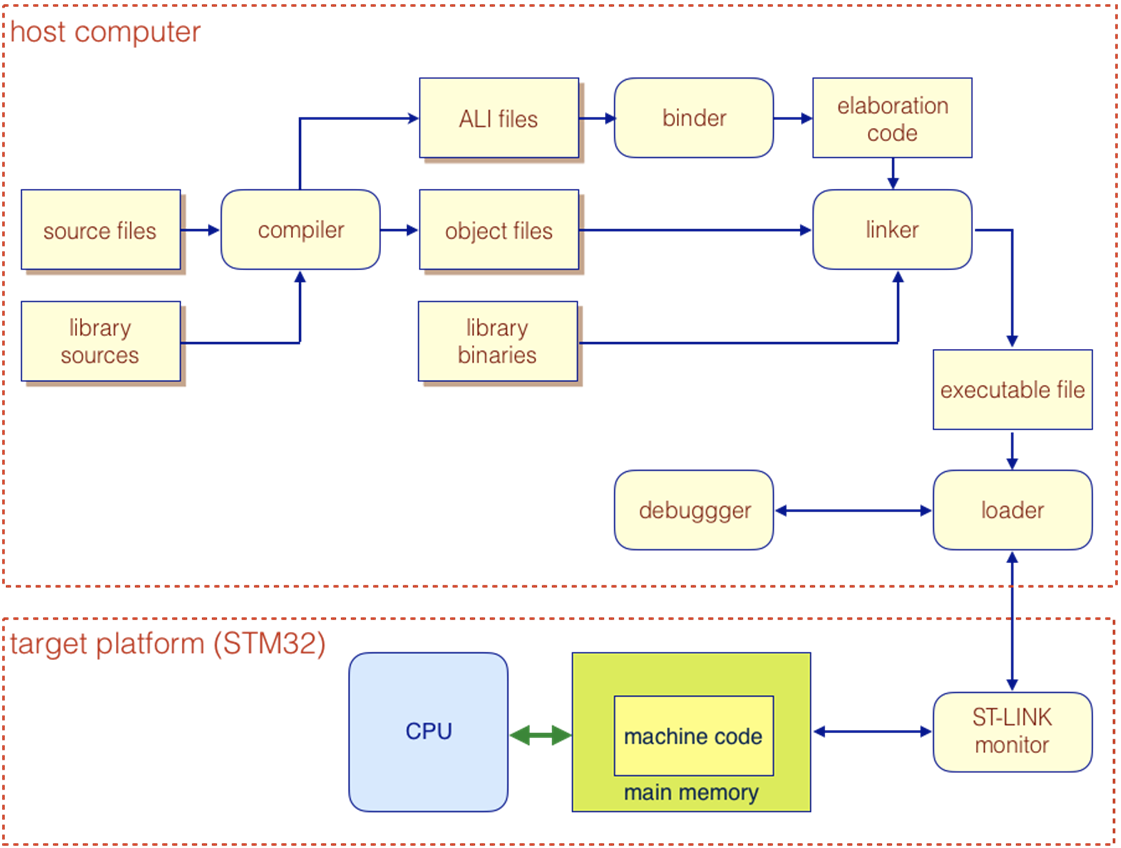 host computer
ALI files
binder
elaboration
code
source files
compiler
object files
linker
library
sources
library
binaries
executable file
debuggger
loader
target platform (STM32)
CPU
machine code
main memory
ST-LINK
monitor